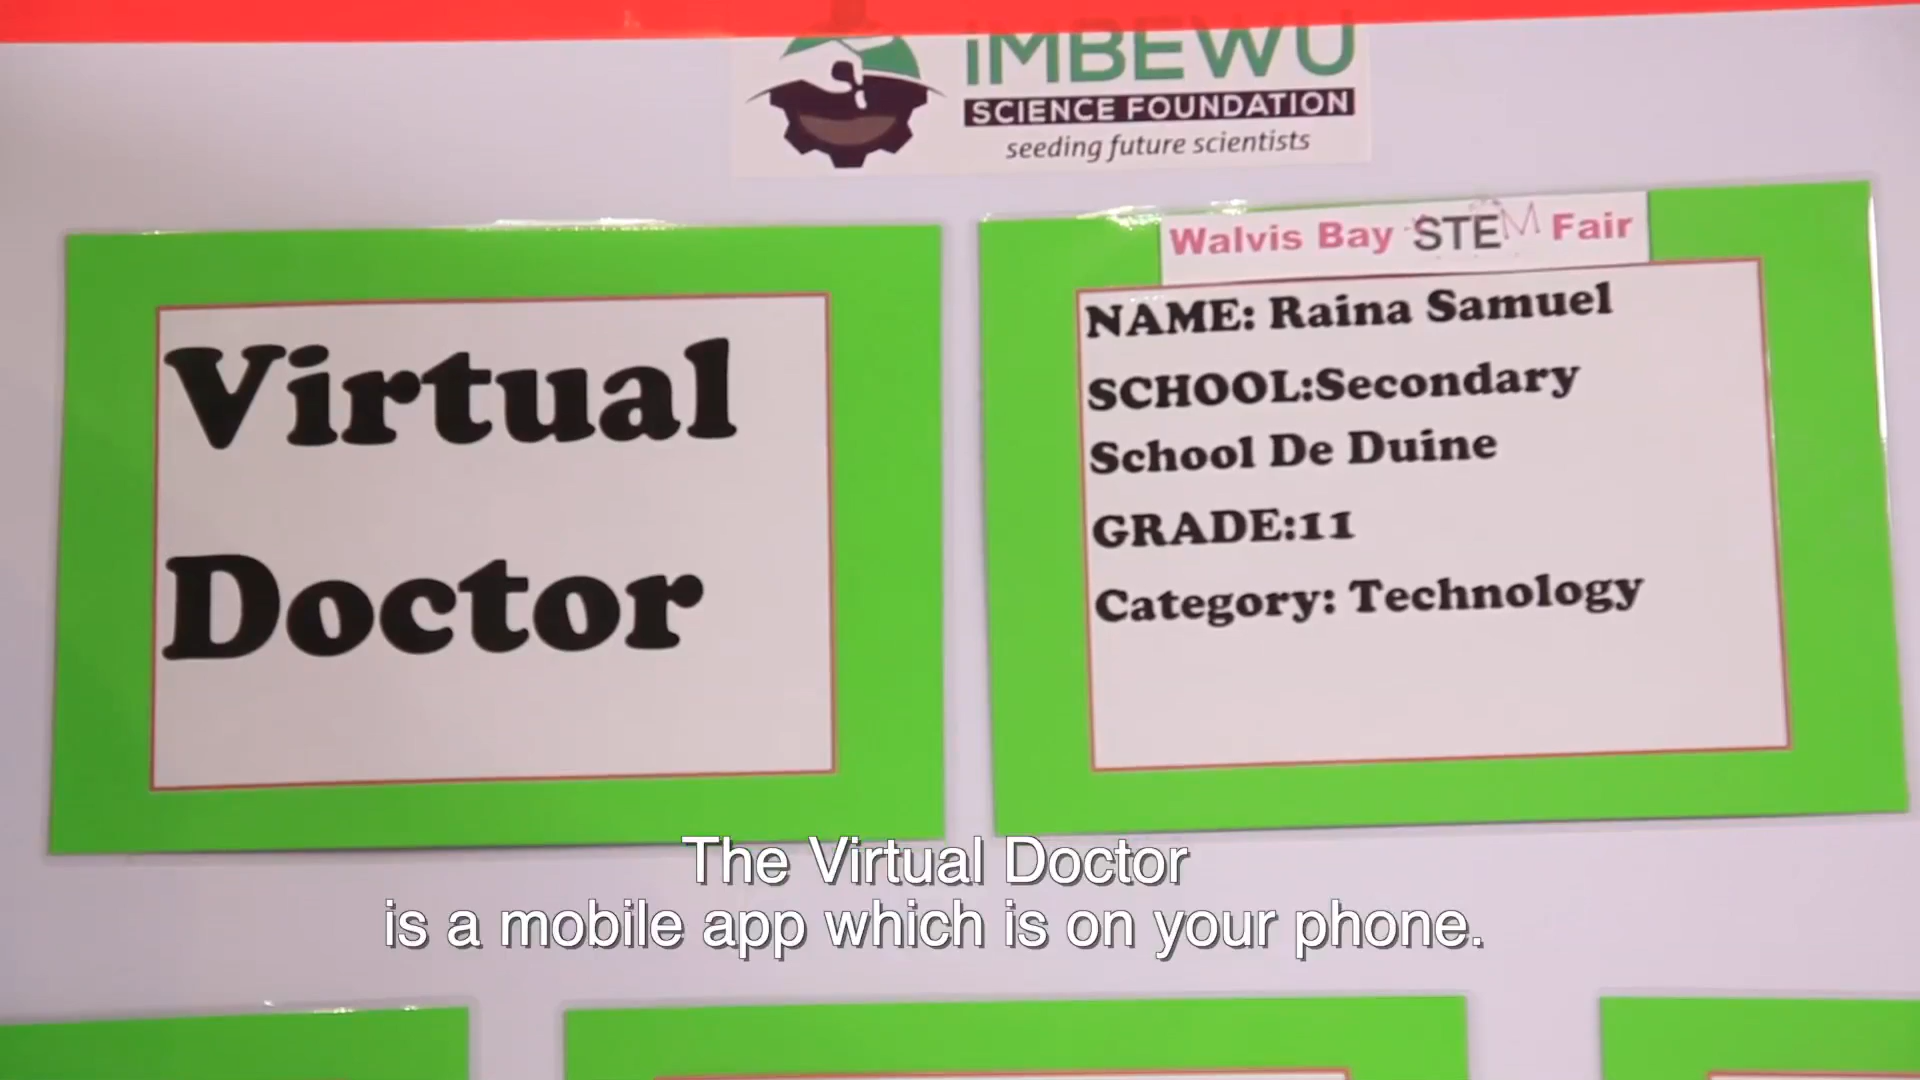 iMBEWU
SCIENCE FOUNDATION
seeding future scientists
Virtual
Doctor
Walvis Bay STEM Fair
NAME: Raina Samuel
SCHOOL:Secondary
School De Duine
GRADE:11
Category: Technology
The Virtual Doctor
is a mobile app which is on your phone.